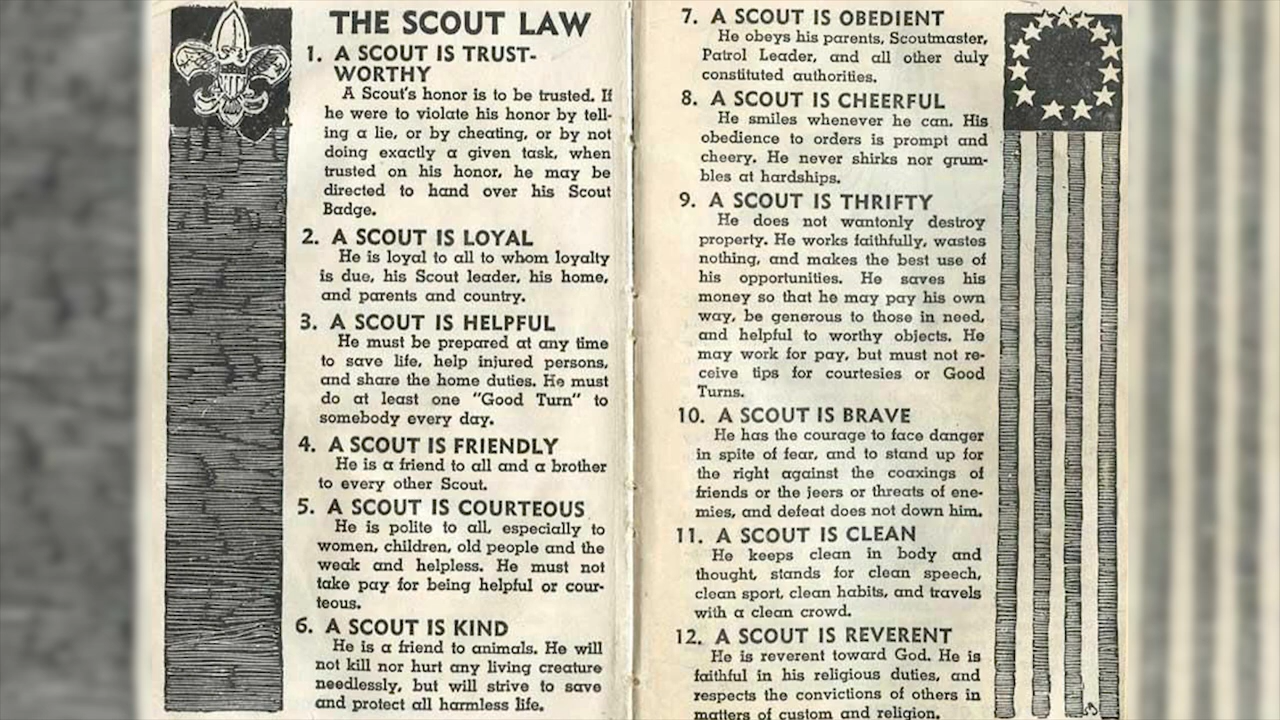 THE SCOUT LAW
1. A SCOUT IS TRUST-
WORTHY
A Scout's honor is to be trusted. If
he were to violate his honor by tell-
ing a lie, or by cheating, or by not
doing exactly a given task, when
trusted on his honor, he may be
directed to hand over his Scout
Badge.
2. A SCOUT IS LOYAL
He is loyal to all to whom loyalty
is due, his Scout leader, his home,
and parents and country.
3. A SCOUT IS HELPFUL
He must be prepared at any time
to save life, help injured persons,
and share the home duties. He must
do at least one "Good Turn" to
somebody every day.
4. A SCOUT IS FRIENDLY
He is a friend to all and a brother
to every other Scout.
5. A SCOUT IS COURTEOUS
He is polite to all, especially to
women, children, old people and the
weak and helpless. He must not
take pay for being helpful or cour-
teous.
6. A SCOUT IS KIND
He is a friend to animals. He will
not kill nor hurt any living creature
needlessly, but will strive to save
and protect all harmless life.
7. A SCOUT IS OBEDIENT
He obeys his parents, Scoutmaster,
Patrol Leader, and all other duly
constituted authorities.
8. A SCOUT IS CHEERFUL
He smiles whenever he can. His
obedience to orders is prompt and
cheery. He never shirks nor grum-
bles at hardships.
9. A SCOUT IS THRIFTY
He does not wantonly destroy
property. He works faithfully, wastes
nothing, and makes the best use of
his opportunities. He saves his
money so that he may pay his own
way, be generous to those in need,
and helpful to worthy objects. He
may work for pay, but must not re-
ceive tips for courtesies or Good
Turns.
10. A SCOUT IS BRAVE
He has the courage to face danger
in spite of fear, and to stand up for
the right against the coaxings of
friends or the jeers or threats of ene-
mies, and defeat does not down him.
11. A SCOUT IS CLEAN
He keeps clean in body and
thought, stands for clean speech,
clean sport, clean habits, and travels
with a clean crowd.
12. A SCOUT IS REVERENT
He is reverent toward God. He is
faithful in his religious duties, and
respects the convictions of others in
matters of custom and religion.